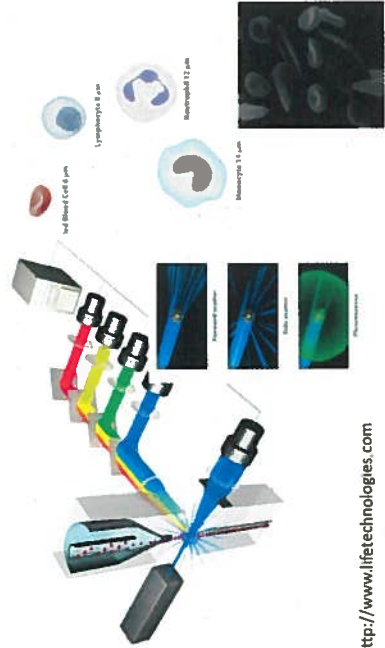 Red Blood Cell 6 μm
Lymphocyte 8 μm
Neutrophil 12 μm
Monocyte 14 μm
Forward scatter
Side scatter
Fluorescence
ttp://www.lifetechnologies.com